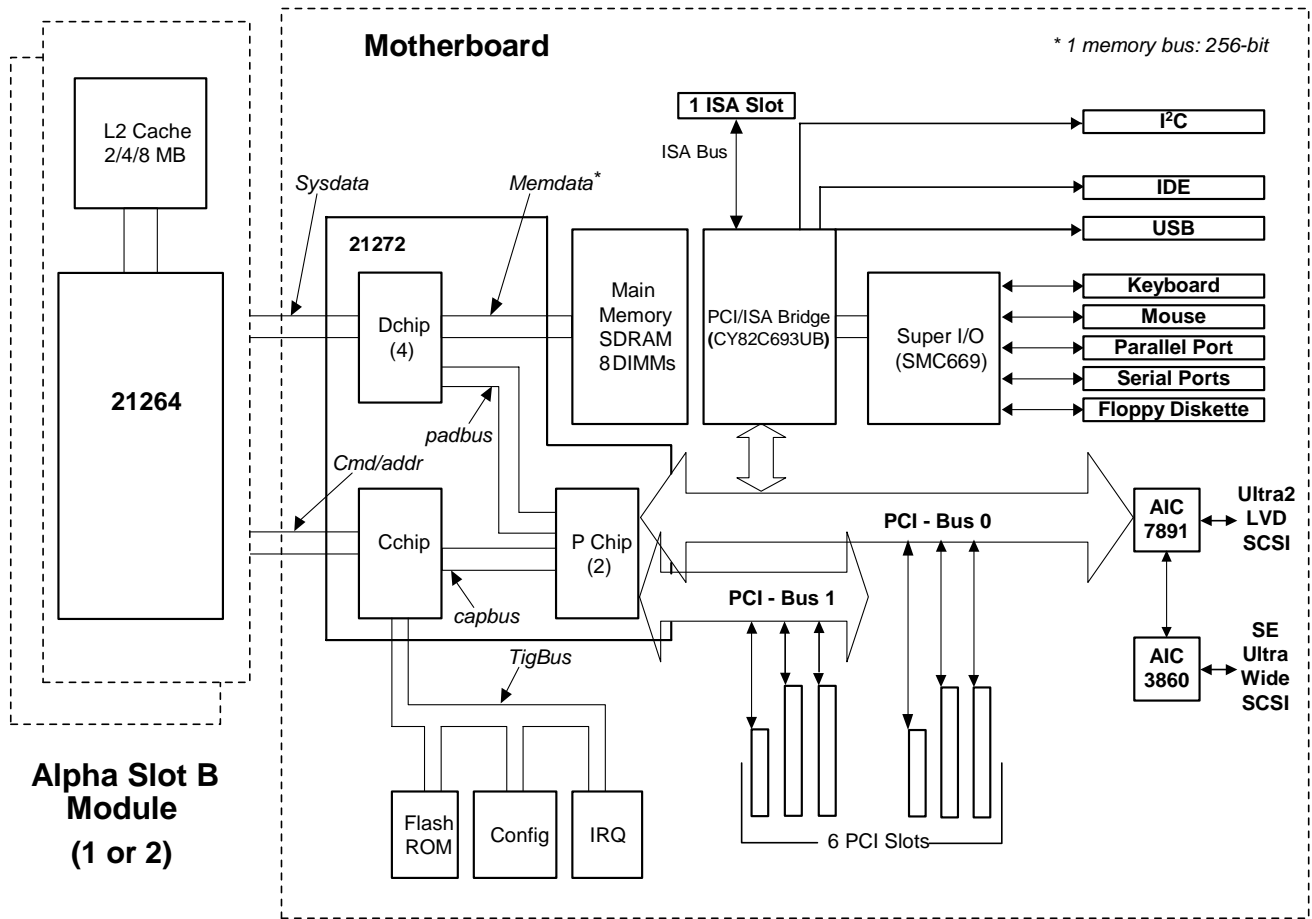 Motherboard
* 1 memory bus: 256-bit
L2 Cache
2/4/8 MB
21264
Alpha Slot B
Module
(1 or 2)
Sysdata
Memdata*
21272
Dchip
(4)
padbus
Cmd/addr
Cchip
capbus
P Chip
(2)
TigBus
Flash
ROM
Config
IRQ
Main
Memory
SDRAM
8DIMMs
1 ISA Slot
ISA Bus
PCI/ISA Bridge
(CY82C693UB)
Super I/O
(SMC669)
I²C
IDE
USB
Keyboard
Mouse
Parallel Port
Serial Ports
Floppy Diskette
PCI - Bus 0
PCI - Bus 1
6 PCI Slots
AIC
7891
Ultra2
LVD
SCSI
AIC
3860
SE
Ultra
Wide
SCSI